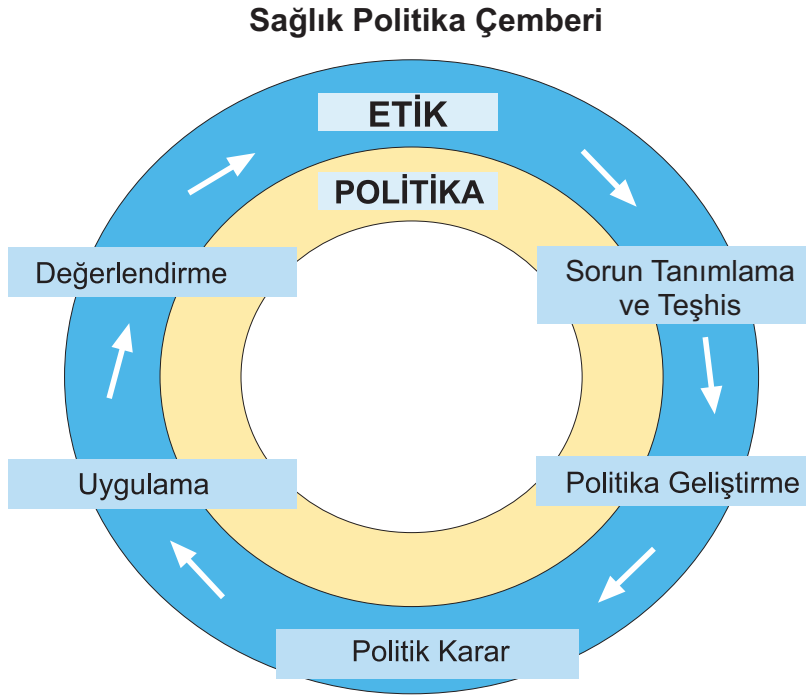 Sağlık Politika Çemberi
ETİK
POLİTİKA
Değerlendirme
Sorun Tanımlama
ve Teşhis
Uygulama
Politika Geliştirme
Politik Karar